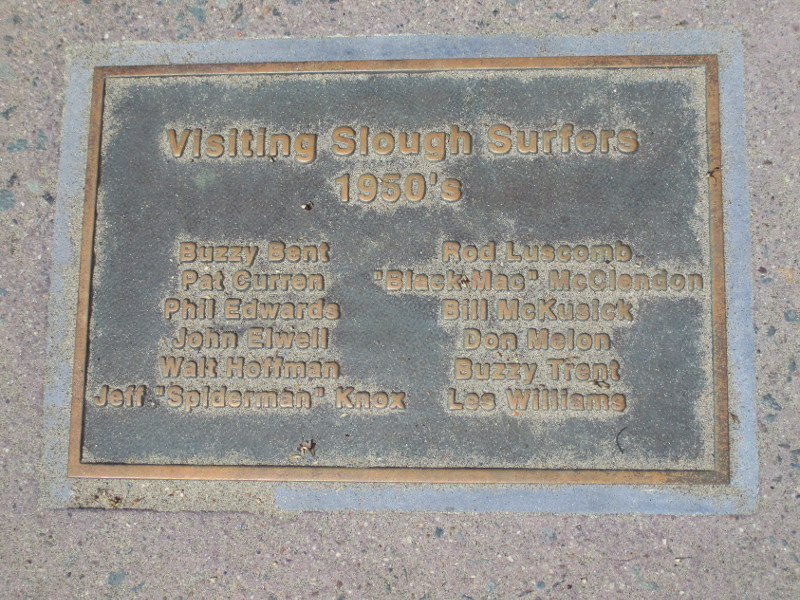 Visiting Slough Surfers
1950's
Buzzy Bent
Pat Curren
Phil Edwards
John Elwell
Walt Hoffman
Jeff "Spiderman" Knox
Rod Luscomb
"Black-Mac" McClendon
Bill McKusick
Don Melon
Buzzy Trent
Les Williams